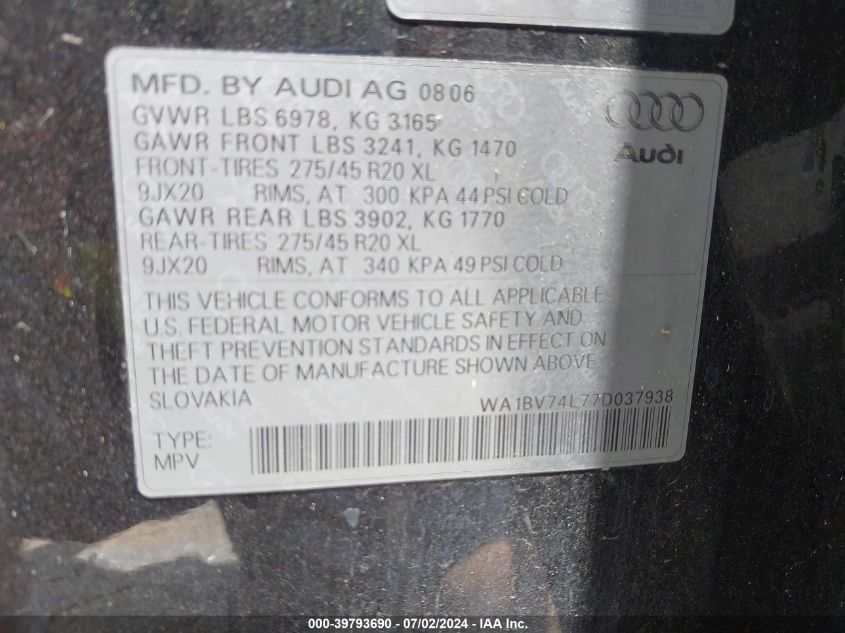 MFD. BY AUDI AG 0806
GVWR LBS 6978, KG 3165
GAWR FRONT LBS 3241, KG 1470
FRONT-TIRES 275/45 R20 XL
9JX20 RIMS, AT 300 KPA 44 PSI COLD
GAWR REAR LBS 3902, KG 1770
REAR-TIRES 275/45 R20 XL
9JX20 RIMS, AT 340 KPA 49 PSI COLD
Audi
THIS VEHICLE CONFORMS TO ALL APPLICABLE
U.S. FEDERAL MOTOR VEHICLE SAFETY AND
THEFT PREVENTION STANDARDS IN EFFECT ON
THE DATE OF MANUFACTURE SHOWN ABOVE
SLOVAKIA WA1BV74L77D037938
TYPE:
MPV
000-39793690 - 07/02/2024 - IAAI.com